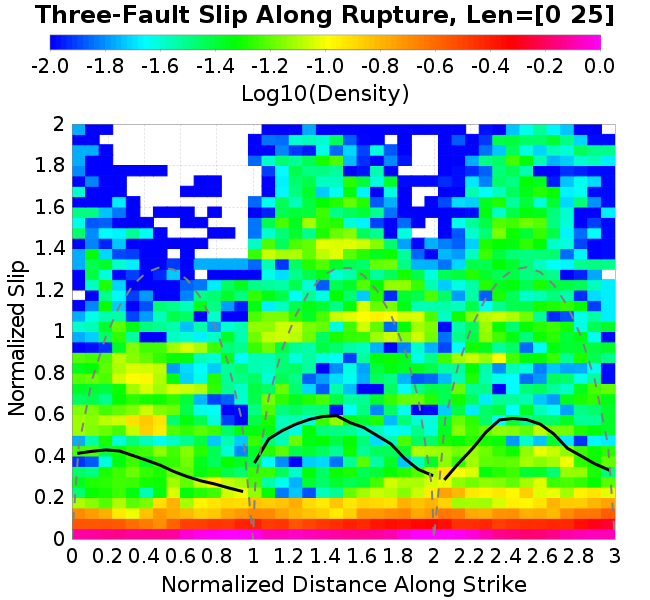 Three-Fault Slip Along Rupture, Len=[0 25]
-2.0 -1.8 -1.6 -1.4 -1.2 -1.0 -0.8 -0.6 -0.4 -0.2 0.0
Log10(Density)
2
1.8
1.6
1.4
1.2
1
0.8
0.6
0.4
0.2
0
Normalized Slip
0 0.2 0.4 0.6 0.8 1 1.2 1.4 1.6 1.8 2 2.2 2.4 2.6 2.8 3
Normalized Distance Along Strike